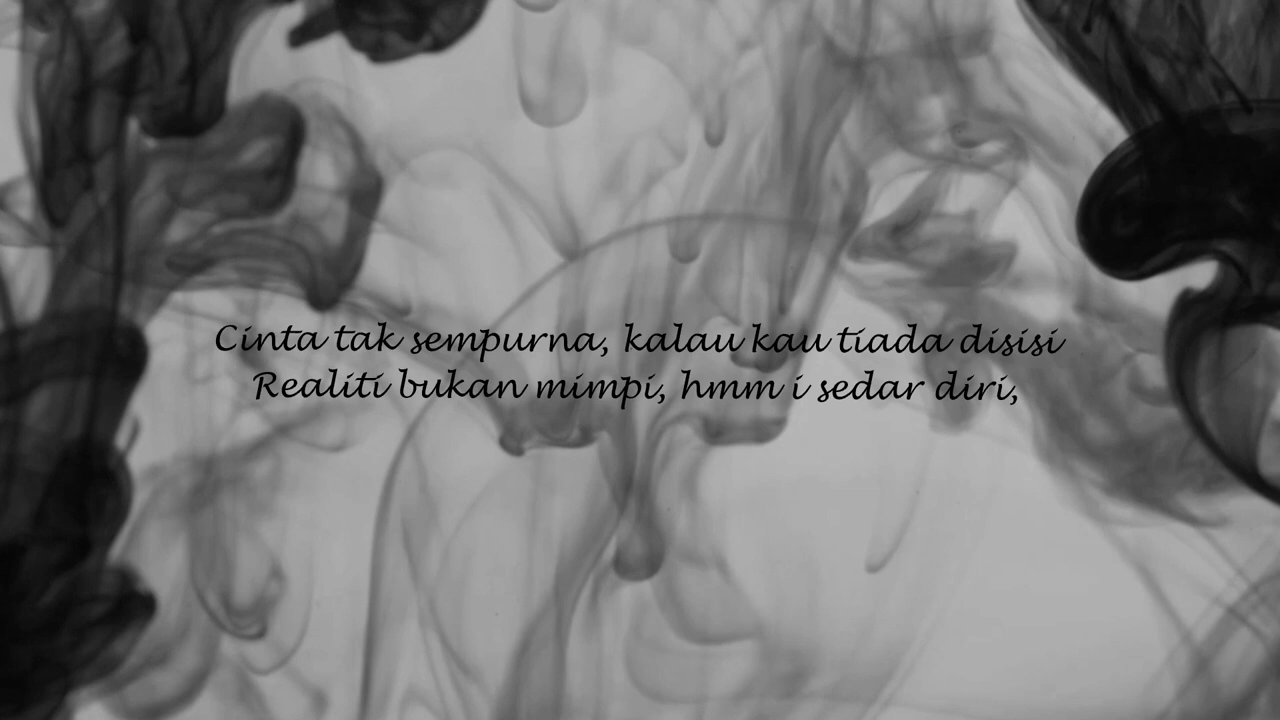 Cinta tak sempurna, kalau kau tiada disisi
Realiti bukan mimpi, hmm i sedar diri,